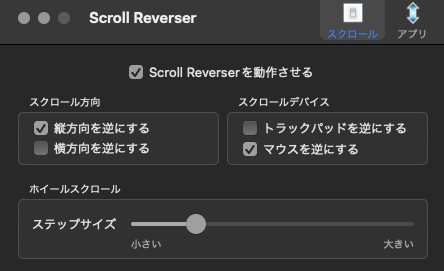 Scroll Reverser
スクロール
アプリ
Scroll Reverserを動作させる
スクロール方向
スクロールデバイス
縦方向を逆にする
トラックパッドを逆にする
横方向を逆にする
マウスを逆にする
ホイールスクロール
ステップサイズ
小さい
大きい